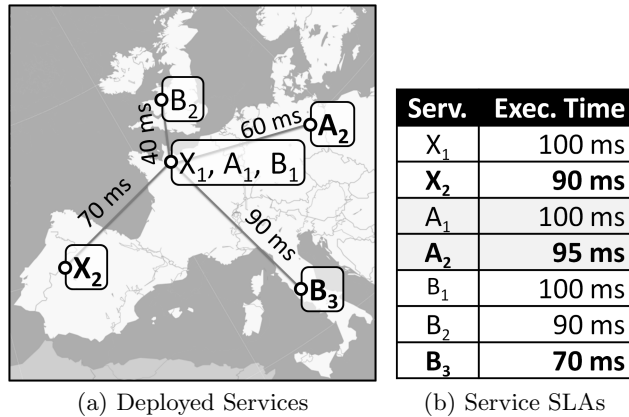 B₂
40 ms
60 ms
A₂
X₁, A₁, B₁
70 ms
90 ms
X₂
B₃
(a) Deployed Services
Serv. Exec. Time
X₁ 100 ms
X₂ 90 ms
A₁ 100 ms
A₂ 95 ms
B₁ 100 ms
B₂ 90 ms
B₃ 70 ms
(b) Service SLAs